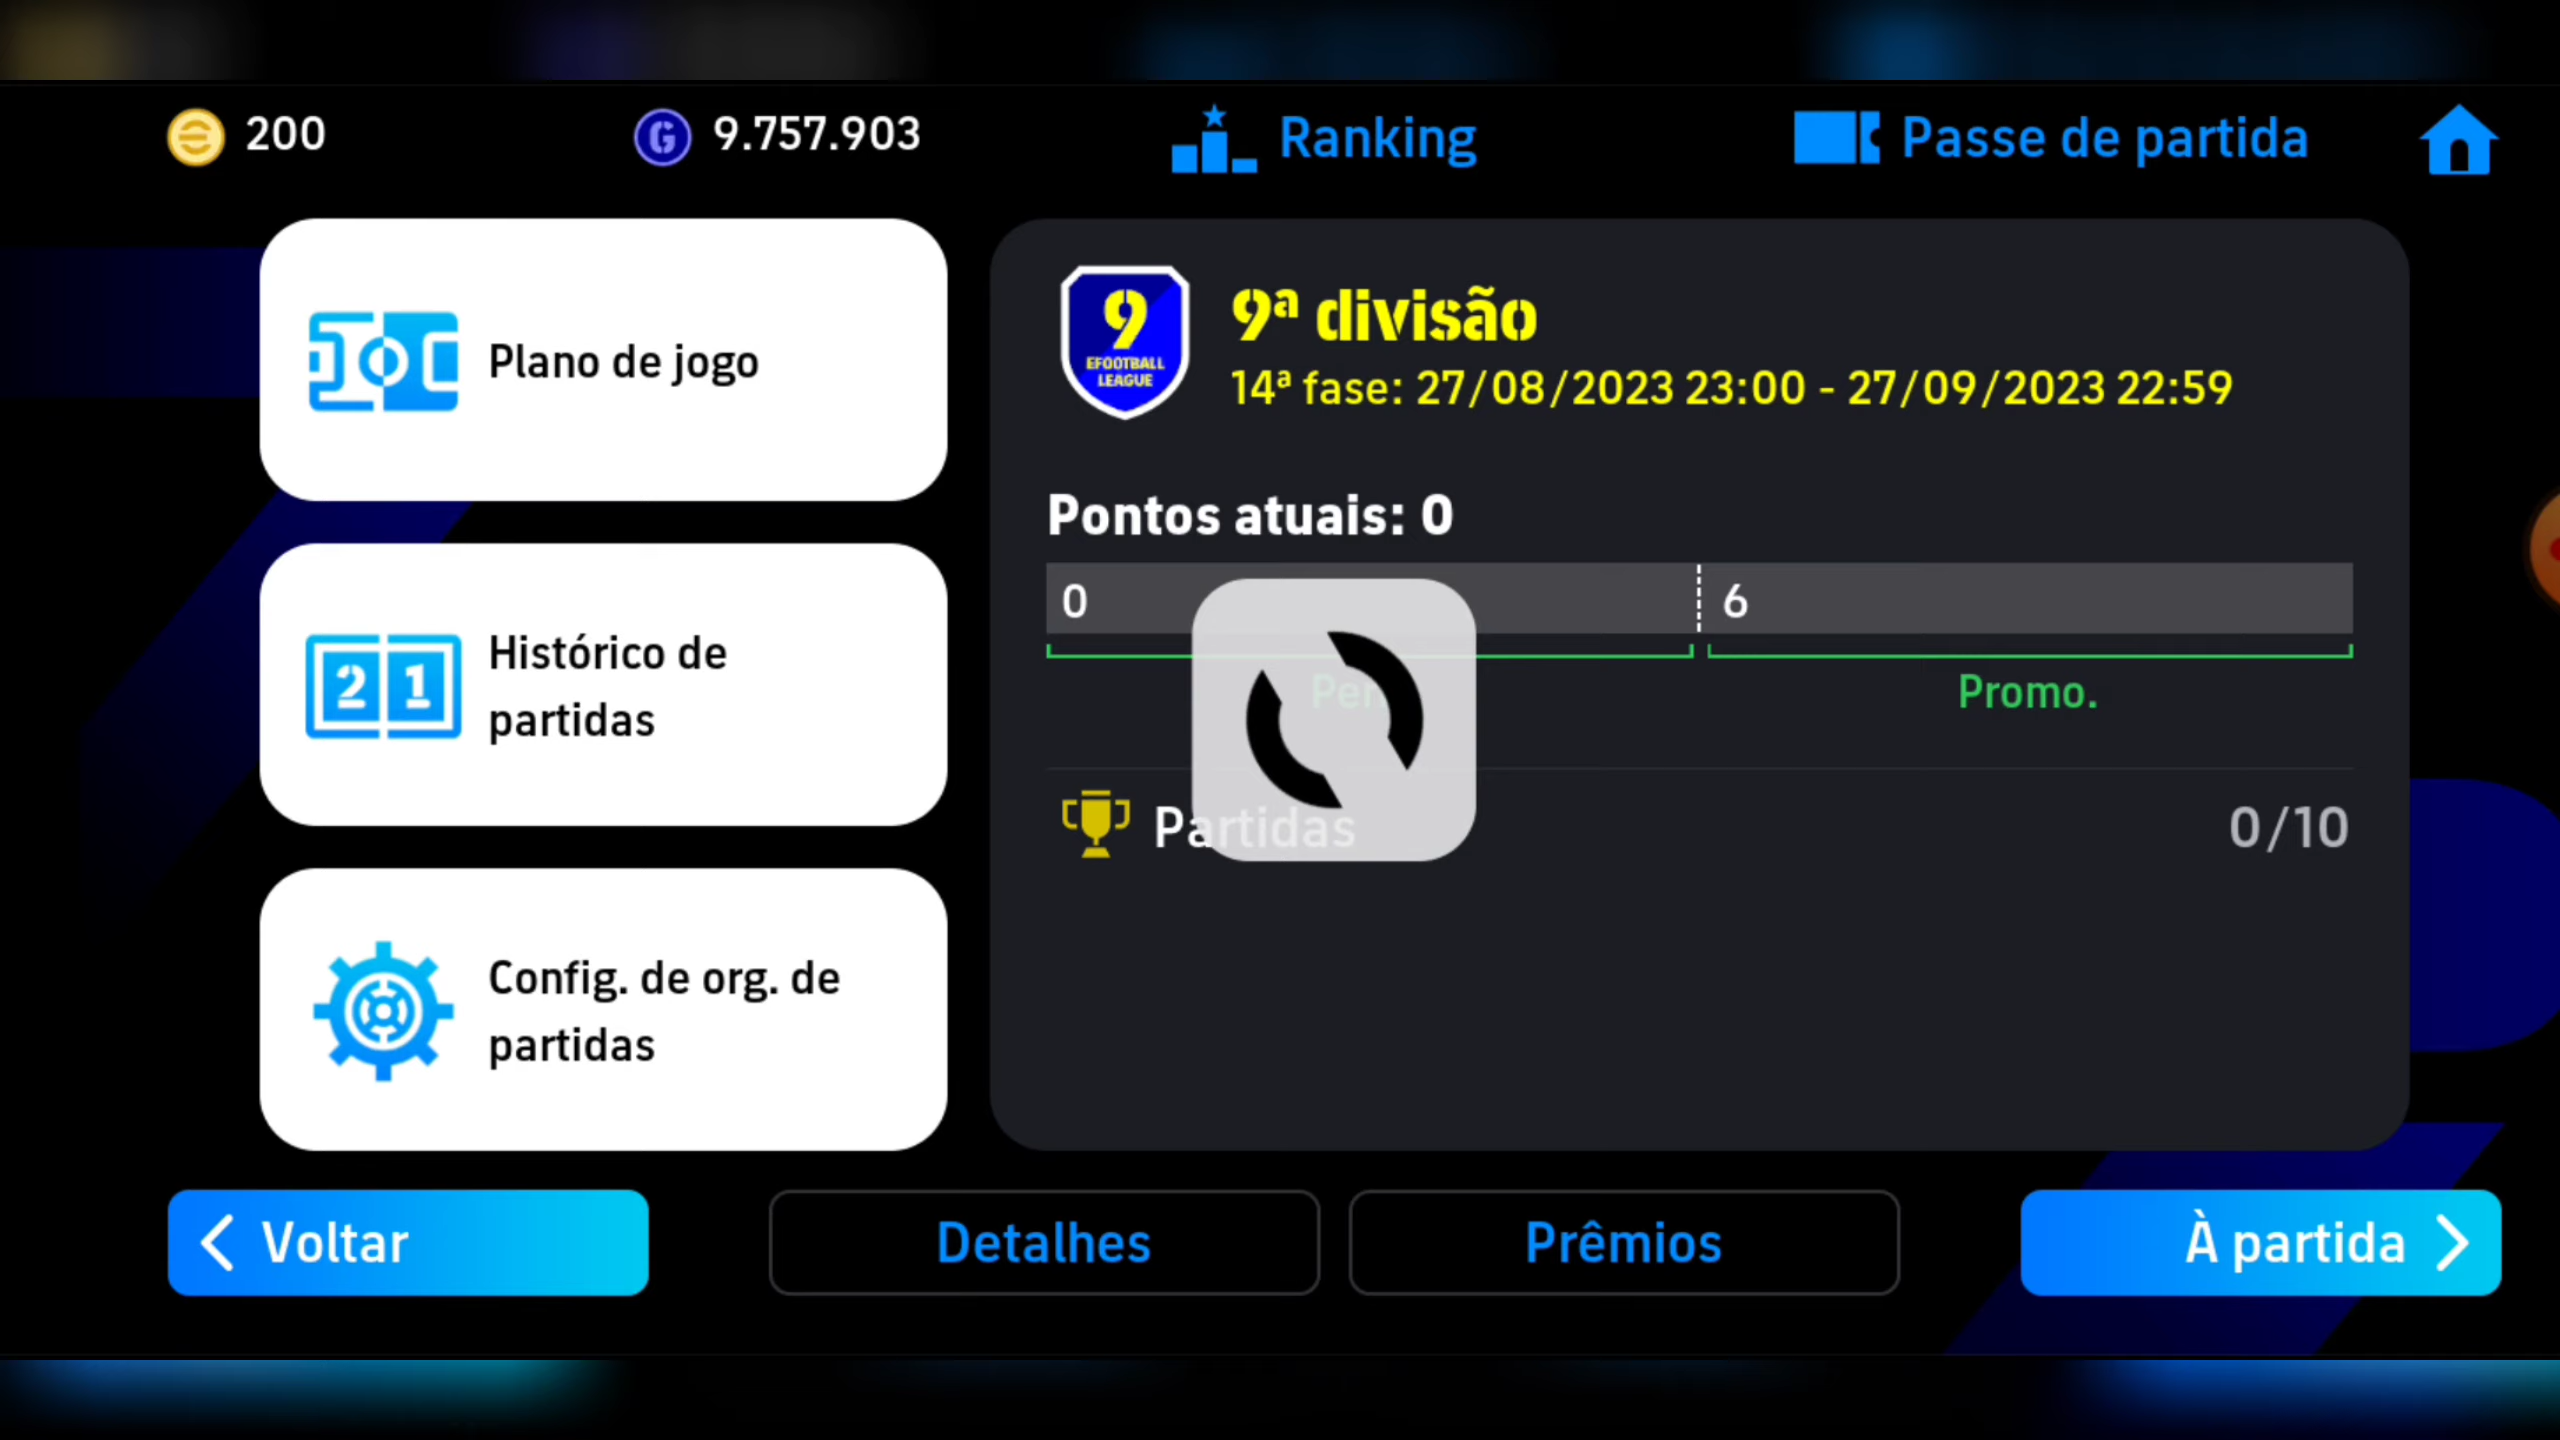 200
9.757.903
Ranking
Passe de partida
Plano de jogo
Histórico de
partidas
Config. de org. de
partidas
9
EFOOTBALL
LEAGUE
9ª divisão
14ª fase: 27/08/2023 23:00 - 27/09/2023 22:59
Pontos atuais: 0
0
6
Promo.
Partidas
0/10
Voltar
Detalhes
Prêmios
À partida